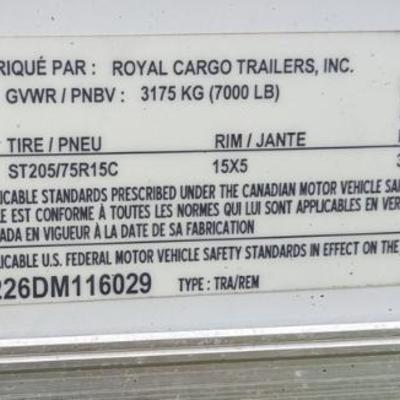 RIQUÉ PAR : ROYAL CARGO TRAILERS, INC.
GVWR / PNBV : 3175 KG (7000 LB)
TIRE / PNEU RIM / JANTE
ST205/75R15C 15X5
LICABLE STANDARDS PRESCRIBED UNDER THE CANADIAN MOTOR VEHICLE SA
LE EST CONFORME À TOUTES LES NORMES QUI LUI SONT APPLICABLES EN VER
ADA EN VIGUEUR À LA DATE DE SA FABRICATION
LICABLE U.S. FEDERAL MOTOR VEHICLE SAFETY STANDARDS IN EFFECT ON THE
226DM116029 TYPE : TRA/REM